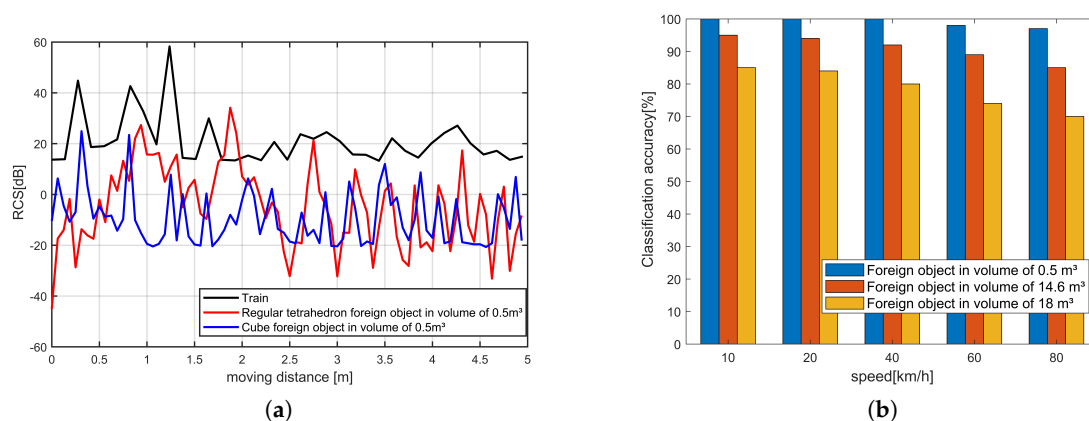 60
40
20
0
-20
-40
-60
RCS[dB]
Train
Regular tetrahedron foreign object in volume of 0.5m³
Cube foreign object in volume of 0.5m³
0 0.5 1 1.5 2 2.5 3 3.5 4 4.5 5
moving distance [m]
(a)
100
90
80
70
60
50
40
30
20
10
0
Classification accuracy[%]
Foreign object in volume of 0.5 m³
Foreign object in volume of 14.6 m³
Foreign object in volume of 18 m³
10 20 40 60 80
speed[km/h]
(b)